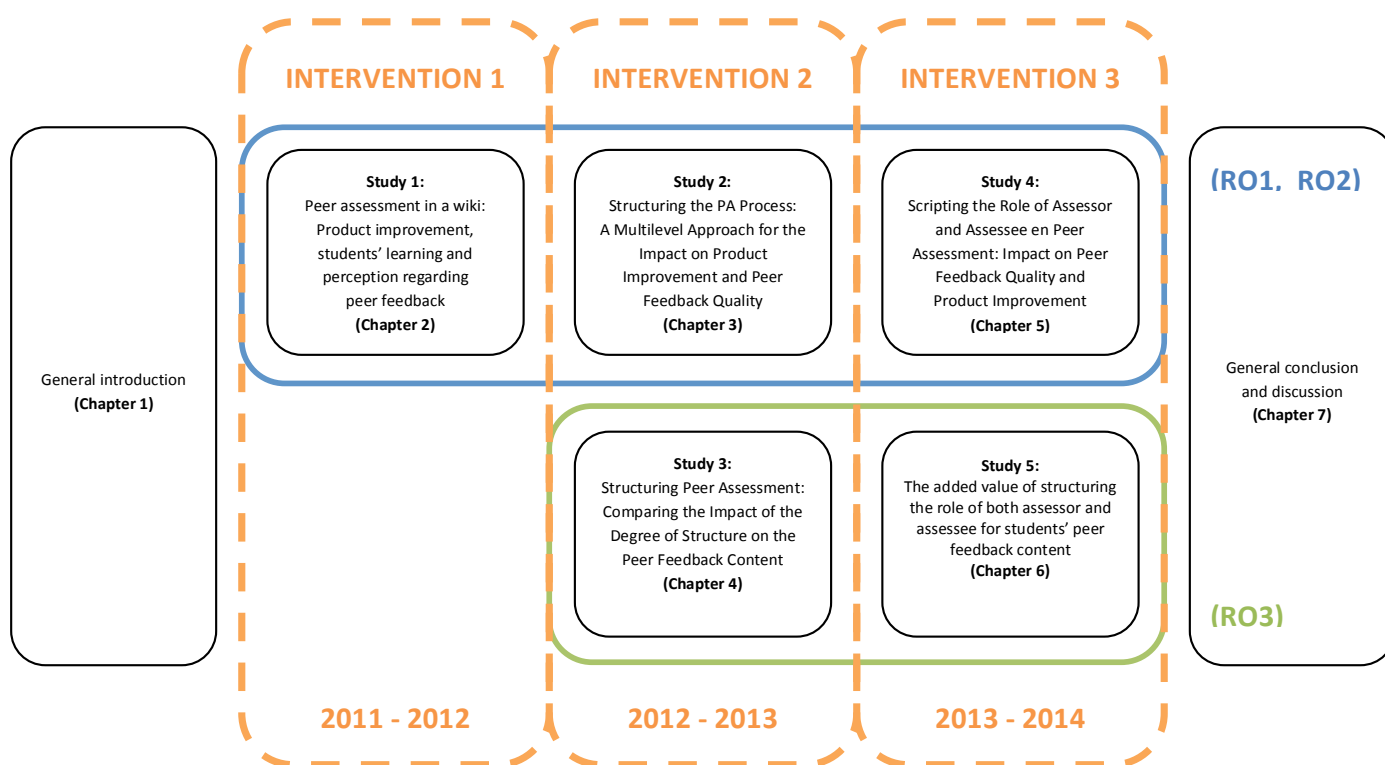 INTERVENTION 1
INTERVENTION 2
INTERVENTION 3
General introduction
(Chapter 1)
Study 1:
Peer assessment in a wiki:
Product improvement,
students’ learning and
perception regarding
peer feedback
(Chapter 2)
Study 2:
Structuring the PA Process:
A Multilevel Approach for the
Impact on Product
Improvement and Peer
Feedback Quality
(Chapter 3)
Study 4:
Scripting the Role of Assessor
and Assessee en Peer
Assessment: Impact on Peer
Feedback Quality and
Product Improvement
(Chapter 5)
(RO1, RO2)
General conclusion
and discussion
(Chapter 7)
Study 3:
Structuring Peer Assessment:
Comparing the Impact of the
Degree of Structure on the
Peer Feedback Content
(Chapter 4)
Study 5:
The added value of structuring
the role of both assessor and
assessee for students’ peer
feedback content
(Chapter 6)
(RO3)
2011 - 2012
2012 - 2013
2013 - 2014